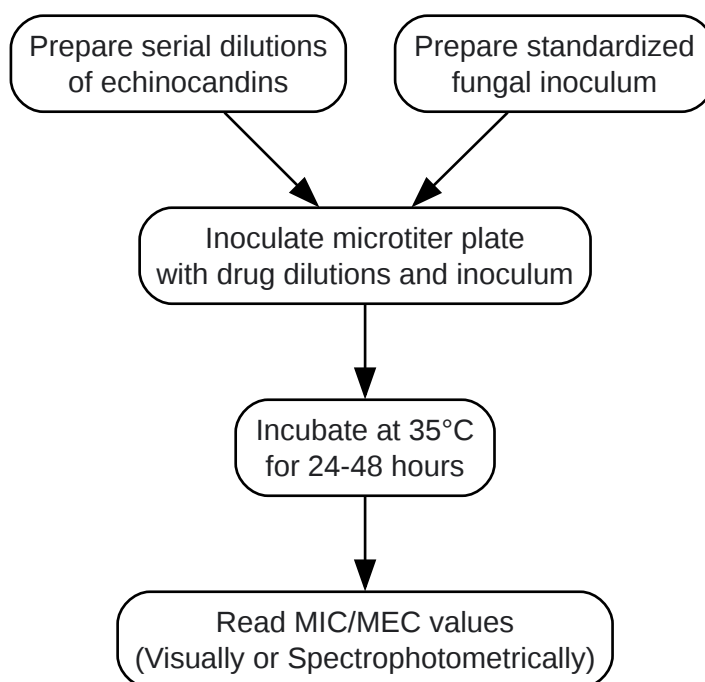 Prepare serial dilutions
of echinocandins
Prepare standardized
fungal inoculum
Inoculate microtiter plate
with drug dilutions and inoculum
Incubate at 35°C
for 24-48 hours
Read MIC/MEC values
(Visually or Spectrophotometrically)